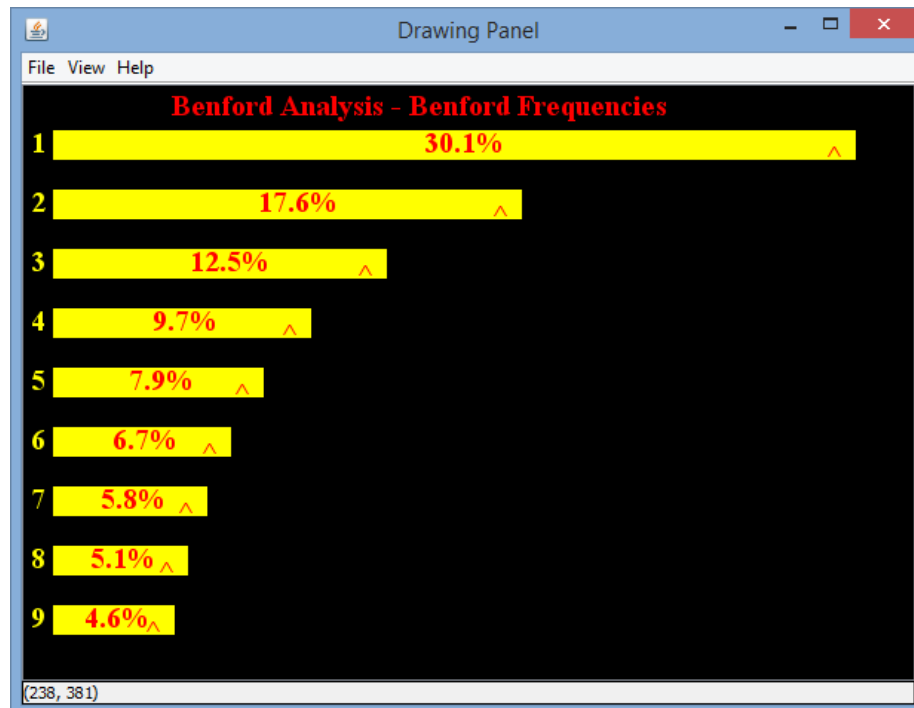 Drawing Panel
File View Help
Benford Analysis - Benford Frequencies
1 30.1% ^
2 17.6% ^
3 12.5% ^
4 9.7% ^
5 7.9% ^
6 6.7% ^
7 5.8% ^
8 5.1% ^
9 4.6%^
(238, 381)